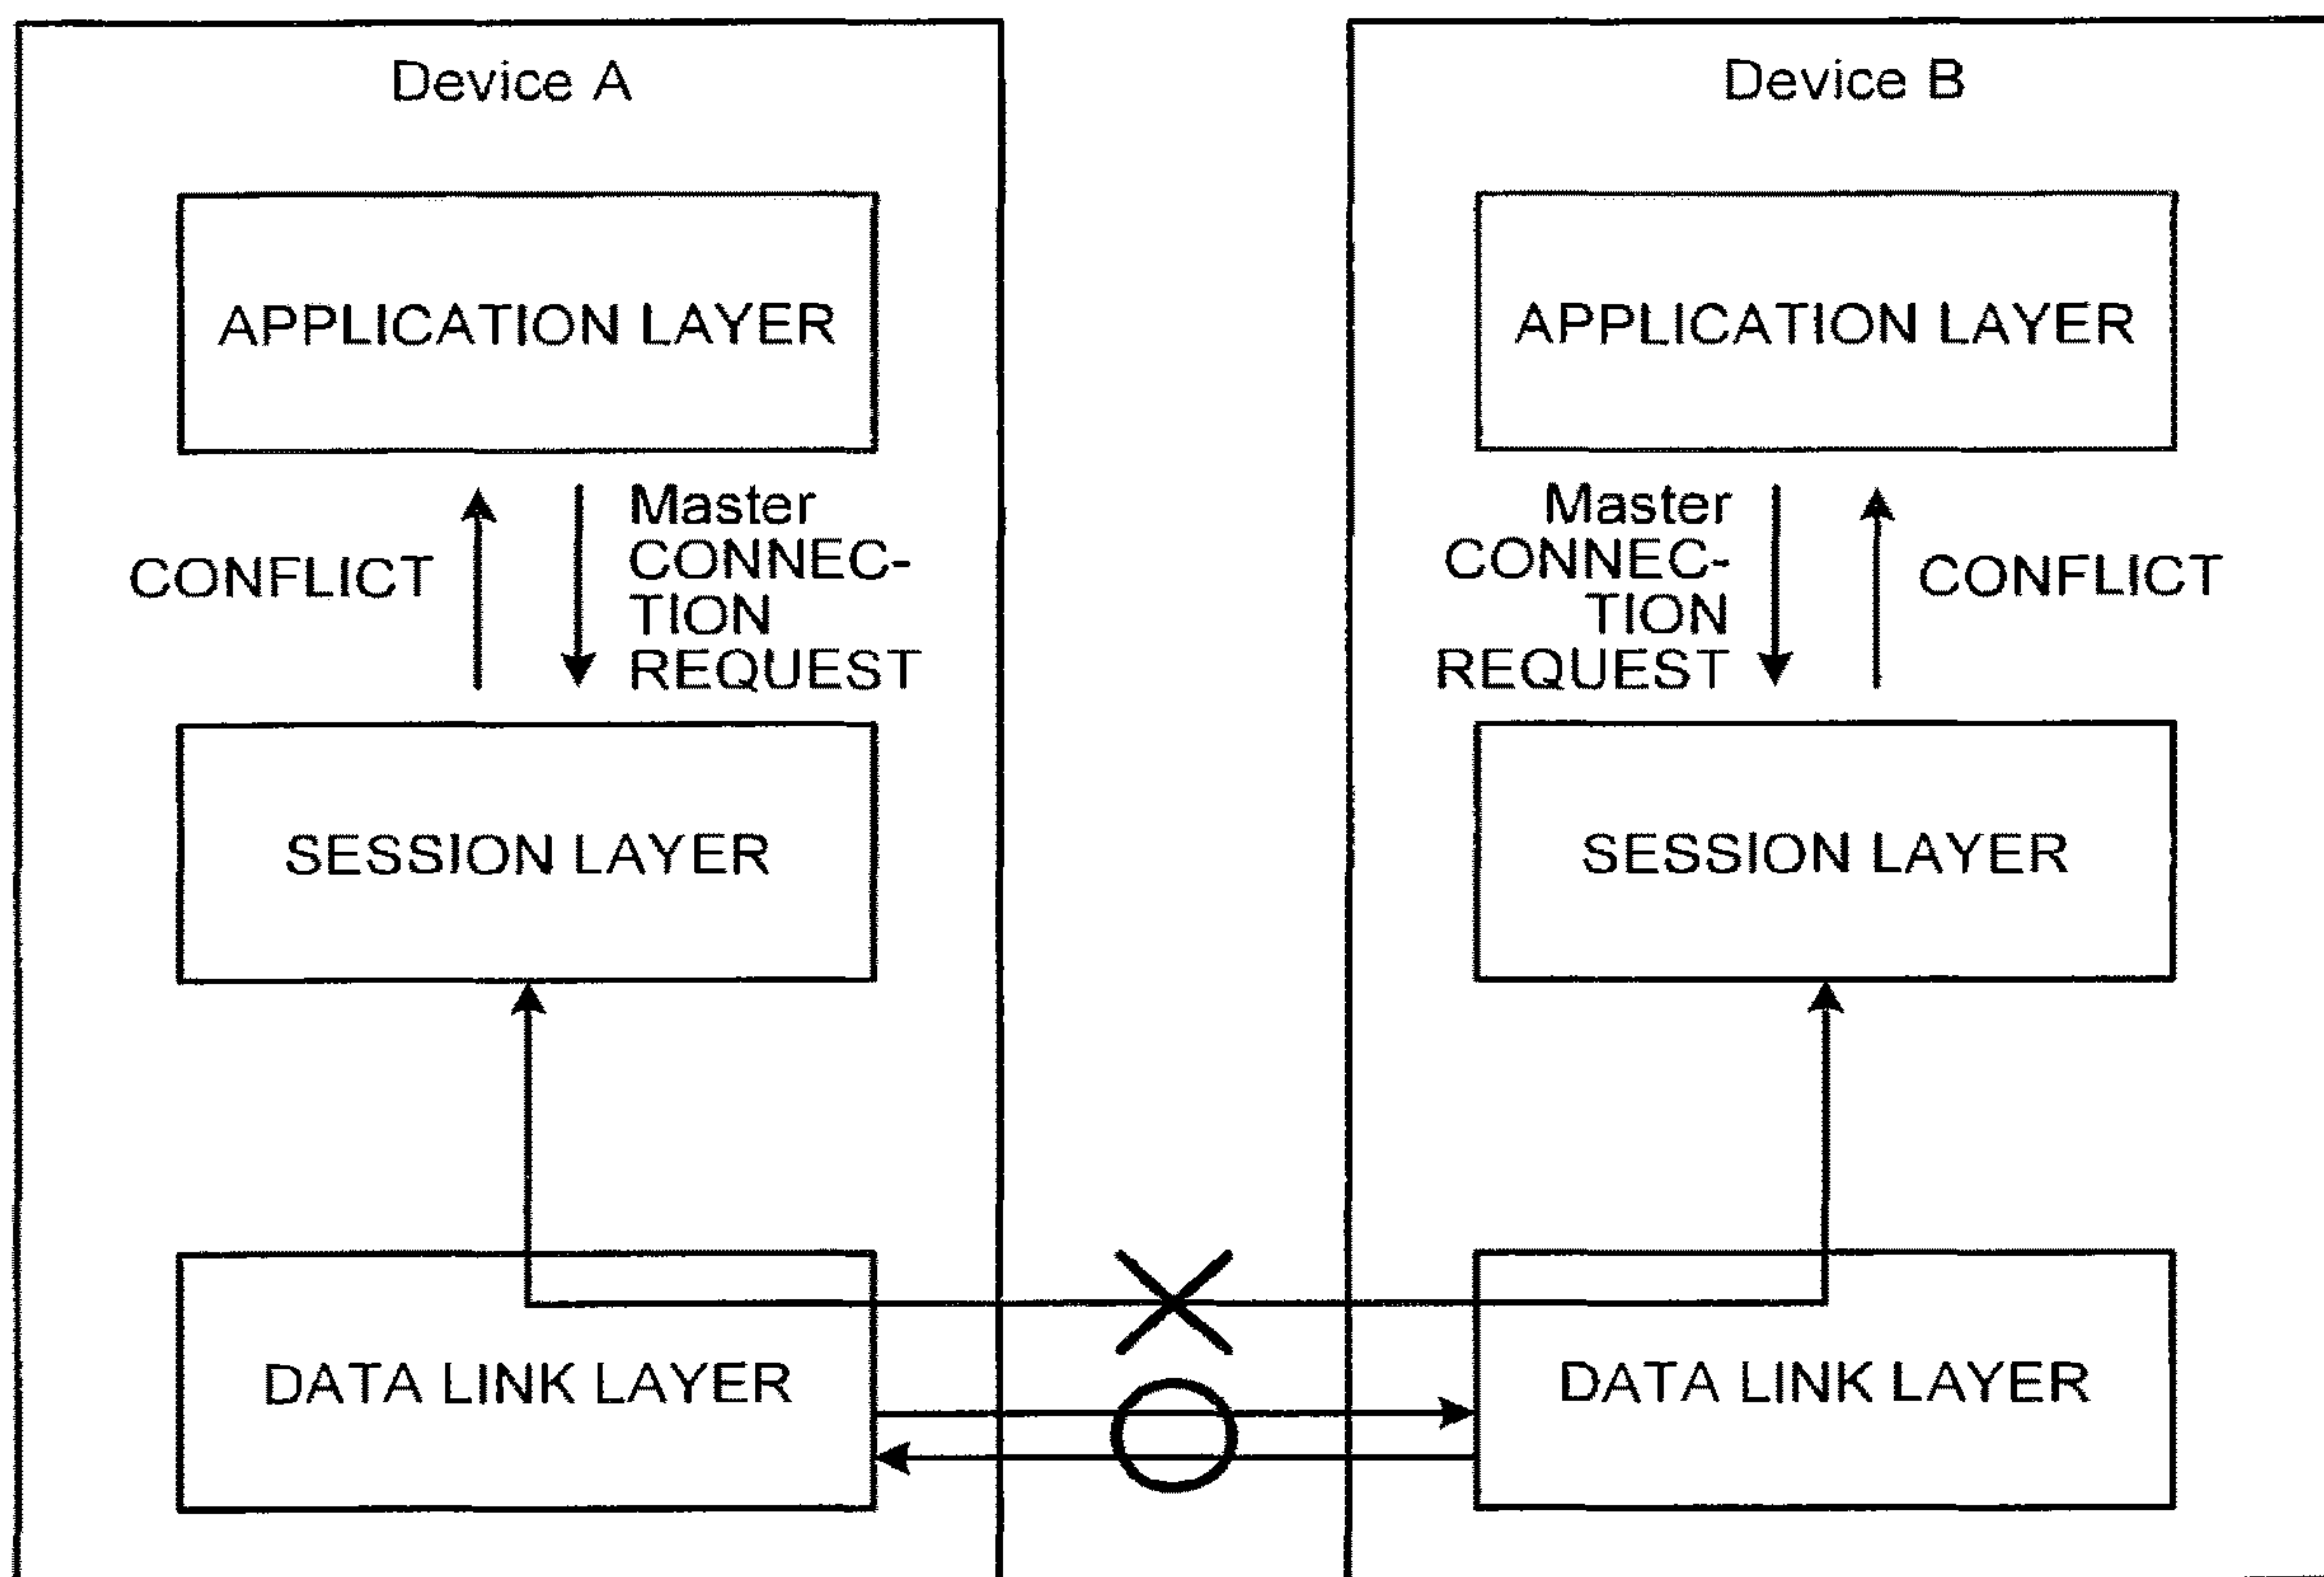 Device A
APPLICATION LAYER
CONFLICT
Master
CONNEC-
TION
REQUEST
SESSION LAYER
DATA LINK LAYER
Device B
APPLICATION LAYER
Master
CONNEC-
TION
REQUEST
CONFLICT
SESSION LAYER
DATA LINK LAYER